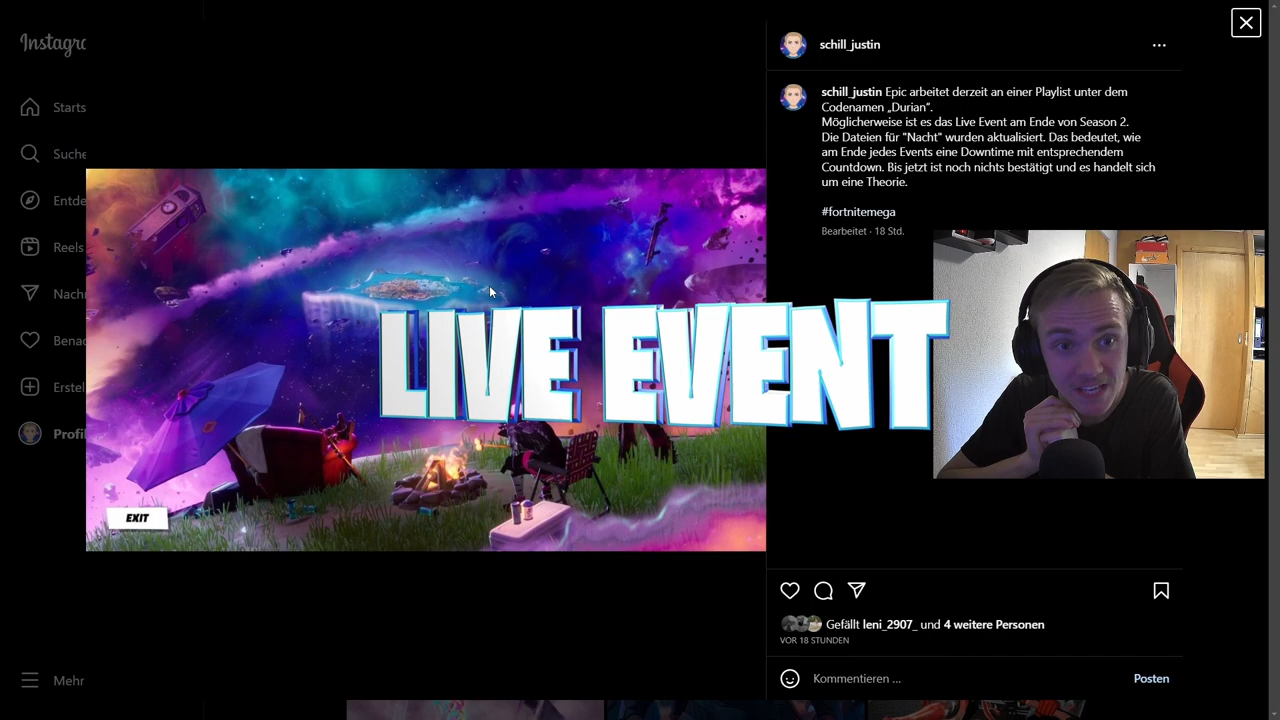 Instagr
Starts
Suche
Entde
Reels
Nachr
Benac
Erstel
Profil
Mehr
EXIT
LIVE EVENT
schill_justin
schill_justin Epic arbeitet derzeit an einer Playlist unter dem
Codenamen „Durian“.
Möglicherweise ist es das Live Event am Ende von Season 2.
Die Dateien für "Nacht" wurden aktualisiert. Das bedeutet, wie
am Ende jedes Events eine Downtime mit entsprechendem
Countdown. Bis jetzt ist noch nichts bestätigt und es handelt sich
um eine Theorie.
#fortnitemega
Bearbeitet · 18 Std.
Gefällt leni_2907_ und 4 weitere Personen
VOR 18 STUNDEN
Kommentieren ...
Posten